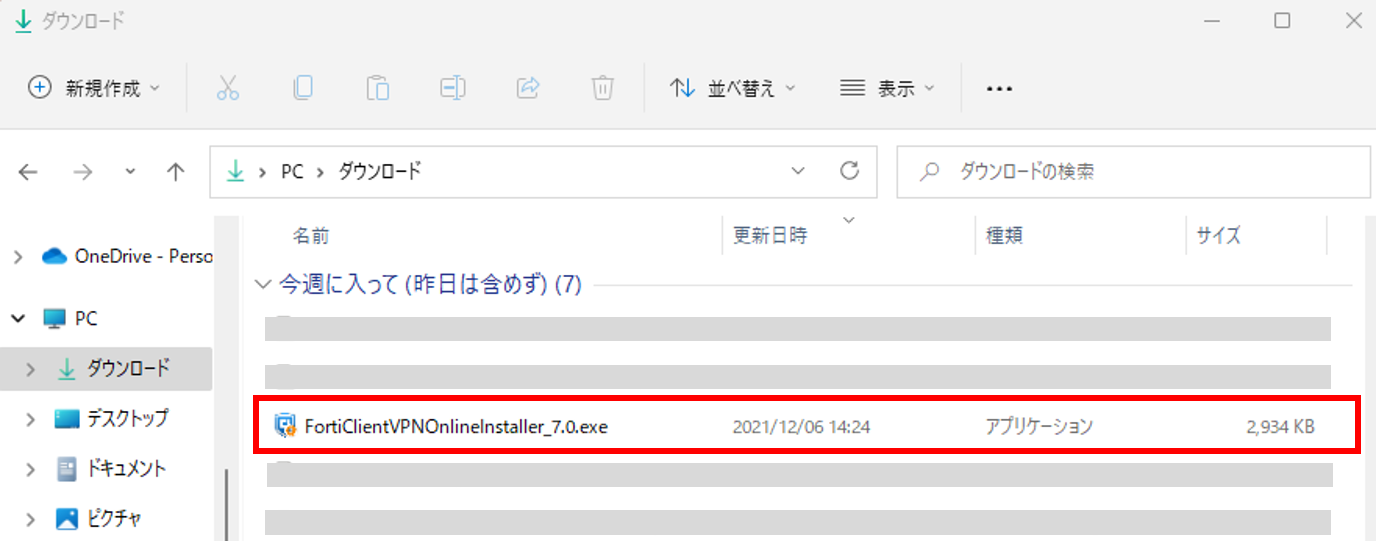 ダウンロード
新規作成 並べ替え 表示
PC ダウンロード ダウンロードの検索
名前 更新日時 種類 サイズ
OneDrive - Perso
今週に入って (昨日は含めず) (7)
PC
ダウンロード
FortiClientVPNOnlineInstaller_7.0.exe 2021/12/06 14:24 アプリケーション 2,934 KB
デスクトップ
ドキュメント
ピクチャ